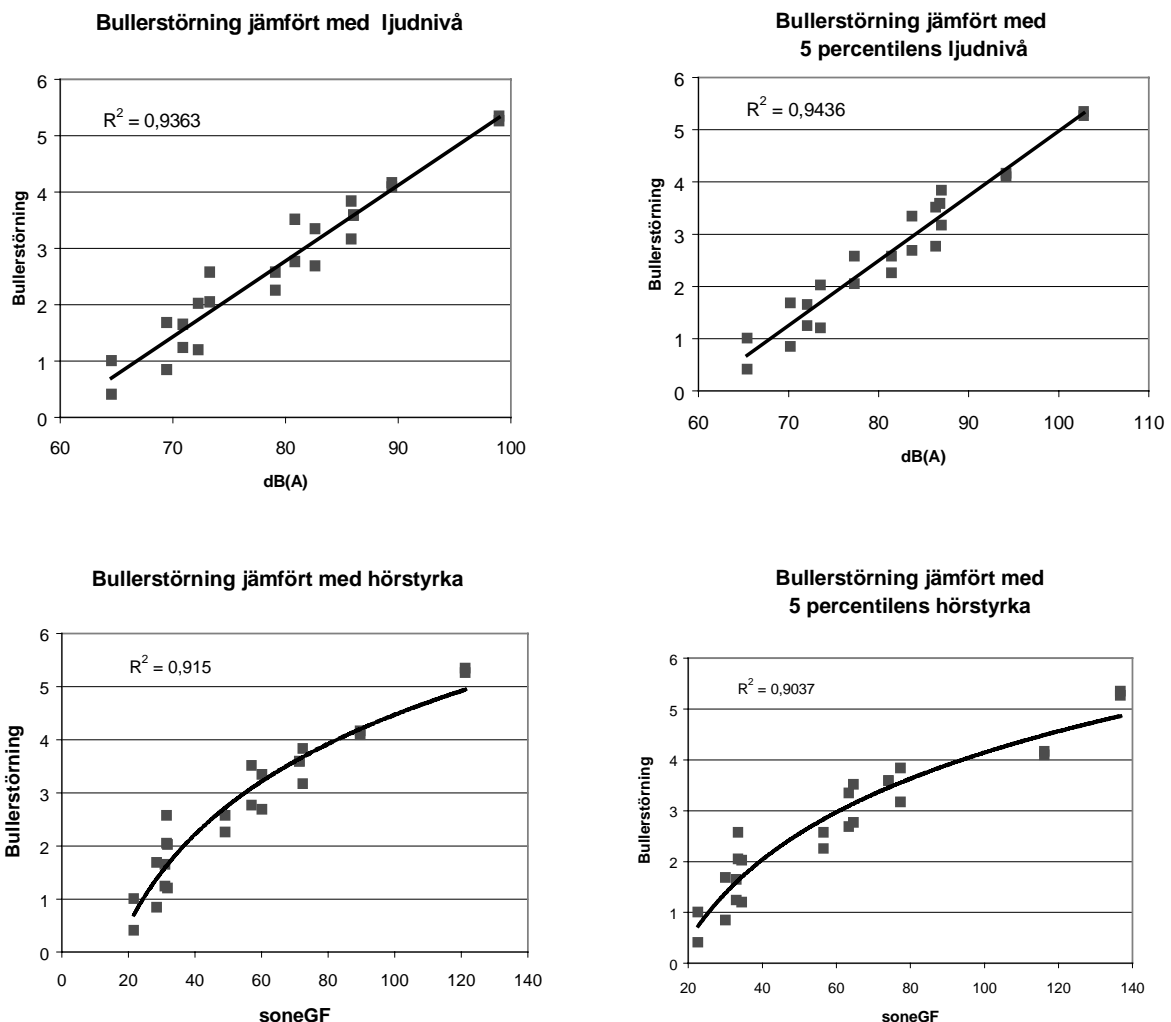 Bullerstörning jämfört med ljudnivå
6
5
4
3
2
1
0
R² = 0,9363
Bullerstörning
60 70 80 90 100
dB(A)
Bullerstörning jämfört med
5 percentilens ljudnivå
6
5
4
3
2
1
0
R² = 0,9436
Bullerstörning
60 70 80 90 100 110
dB(A)
Bullerstörning jämfört med hörstyrka
6
5
4
3
2
1
0
R² = 0,915
Bullerstörning
0 20 40 60 80 100 120 140
soneGF
Bullerstörning jämfört med
5 percentilens hörstyrka
6
5
4
3
2
1
0
R² = 0,9037
Bullerstörning
20 40 60 80 100 120 140
soneGF